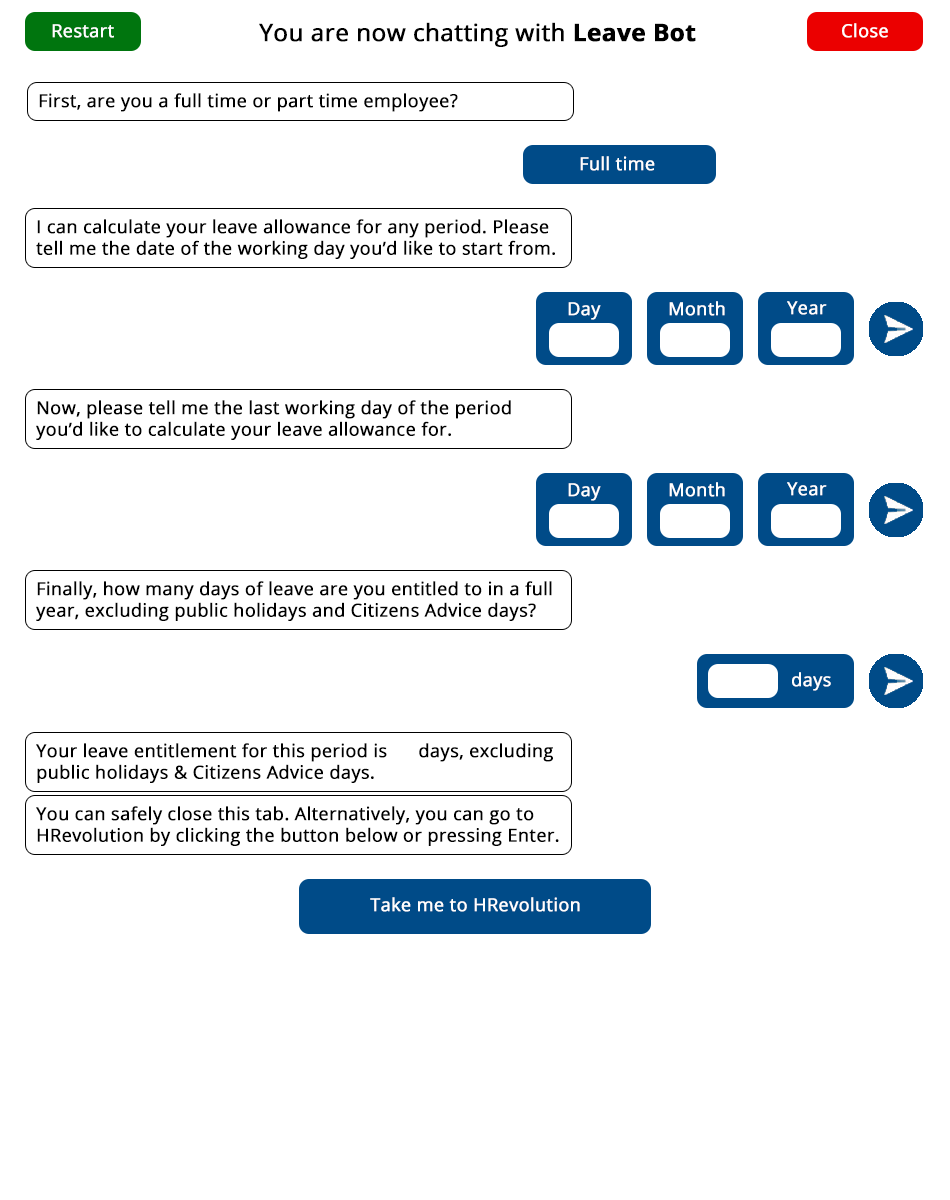 Restart
You are now chatting with Leave Bot
Close
First, are you a full time or part time employee?
Full time
I can calculate your leave allowance for any period. Please
tell me the date of the working day you’d like to start from.
Day
Month
Year
Now, please tell me the last working day of the period
you’d like to calculate your leave allowance for.
Day
Month
Year
Finally, how many days of leave are you entitled to in a full
year, excluding public holidays and Citizens Advice days?
days
Your leave entitlement for this period is days, excluding
public holidays & Citizens Advice days.
You can safely close this tab. Alternatively, you can go to
HRevolution by clicking the button below or pressing Enter.
Take me to HRevolution